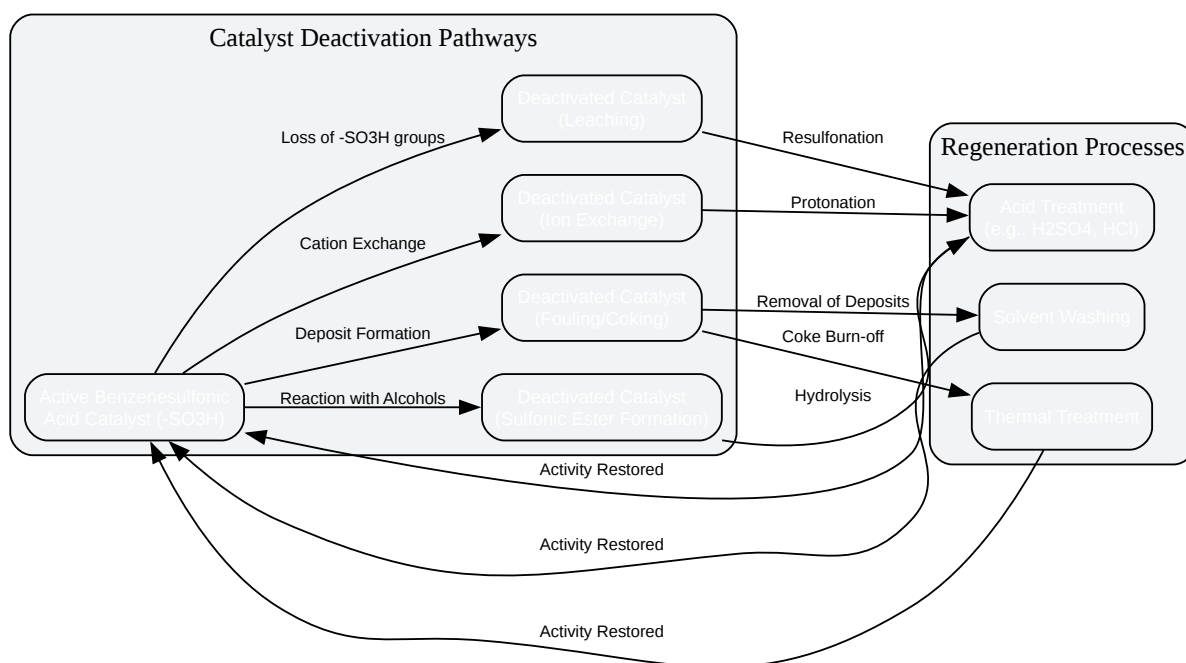 Catalyst Deactivation Pathways
Regeneration Processes
Deactivated Catalyst
(Leaching)
Loss of -SO3H groups
Resulfonation
Deactivated Catalyst
(Ion Exchange)
Cation Exchange
Protonation
Acid Treatment
(e.g., H2SO4, HCl)
Deactivated Catalyst
(Fouling/Coking)
Deposit Formation
Removal of Deposits
Coke Burn-off
Solvent Washing
Active Benzenesulfonic
Acid Catalyst (-SO3H)
Reaction with Alcohols
Deactivated Catalyst
(Sulfonic Ester Formation)
Hydrolysis
Thermal Treatment
Activity Restored
Activity Restored
Activity Restored